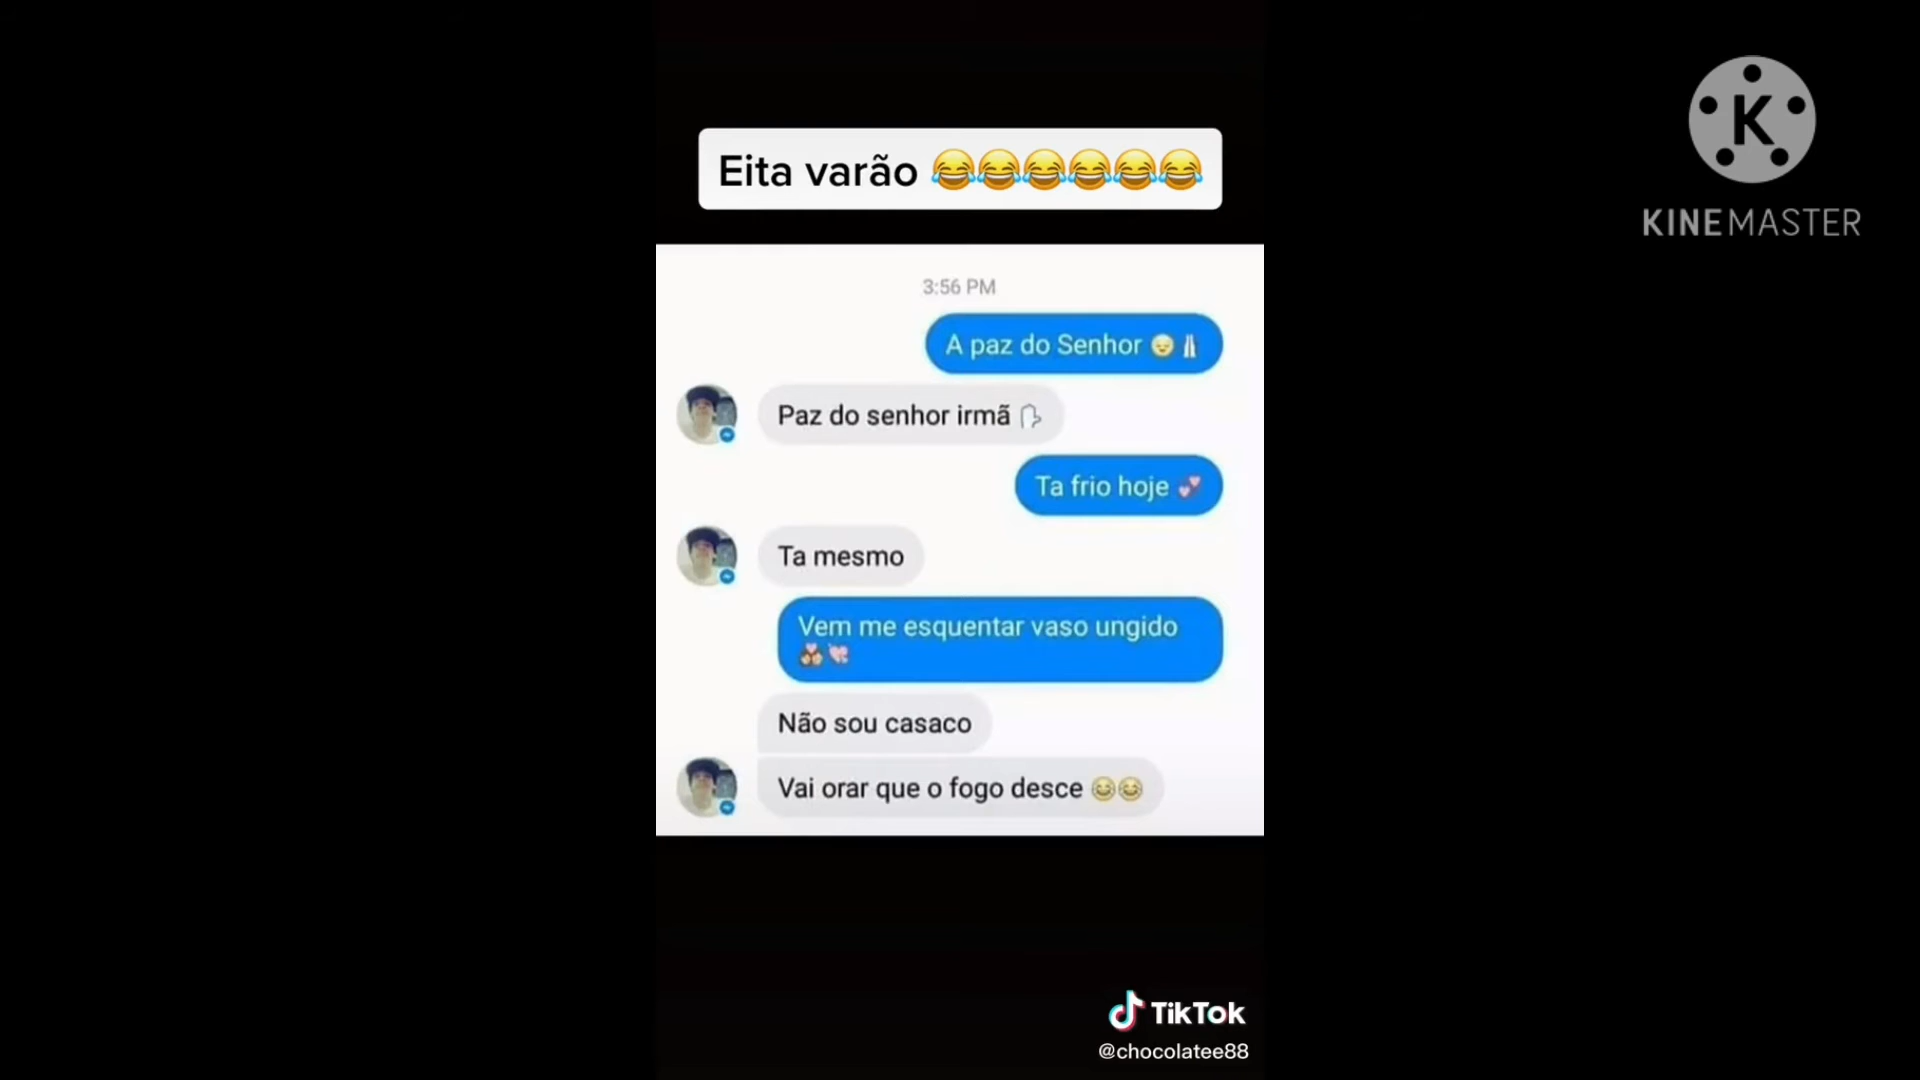 Eita varão 😂😂😂😂😂😂
K
KINEMASTER
3:56 PM
A paz do Senhor 😔🙏
Paz do senhor irmã
Ta frio hoje 💕
Ta mesmo
Vem me esquentar vaso ungido
💏💘
Não sou casaco
Vai orar que o fogo desce 😂😂
TikTok
@chocolatee88